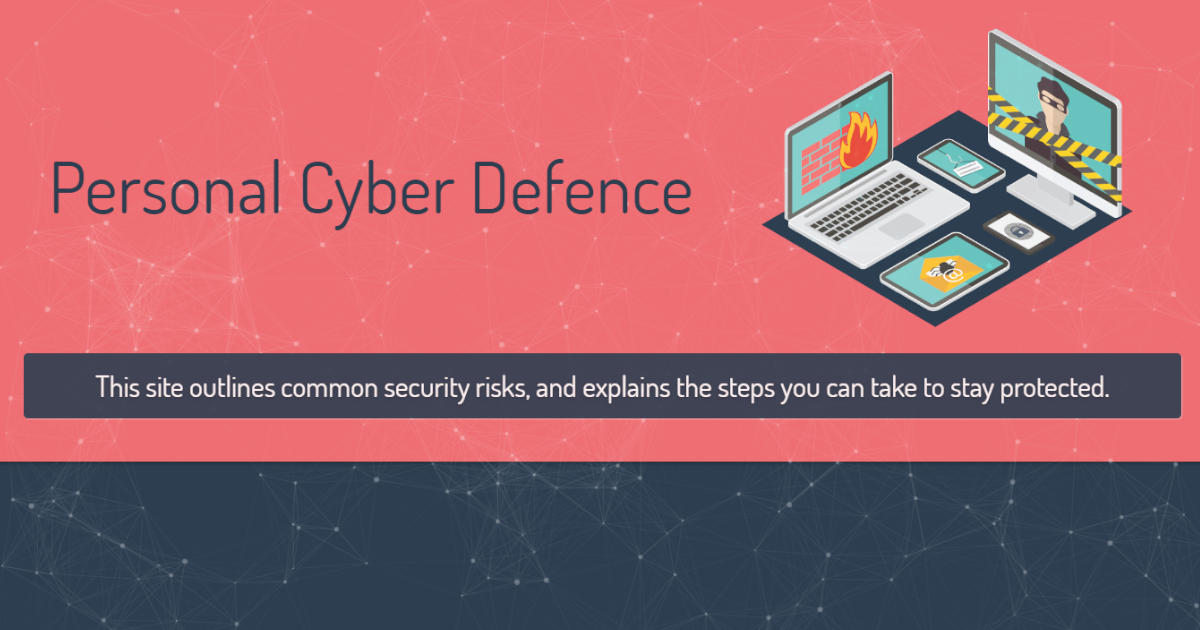 Personal Cyber Defence
This site outlines common security risks, and explains the steps you can take to stay protected.
@